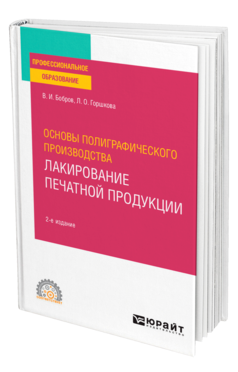 ПРОФЕССИОНАЛЬНОЕ
ОБРАЗОВАНИЕ
В. И. Бобров, Л. О. Горшкова
ОСНОВЫ ПОЛИГРАФИЧЕСКОГО
ПРОИЗВОДСТВА
ЛАКИРОВАНИЕ
ПЕЧАТНОЙ ПРОДУКЦИИ
2-е издание
юрайт